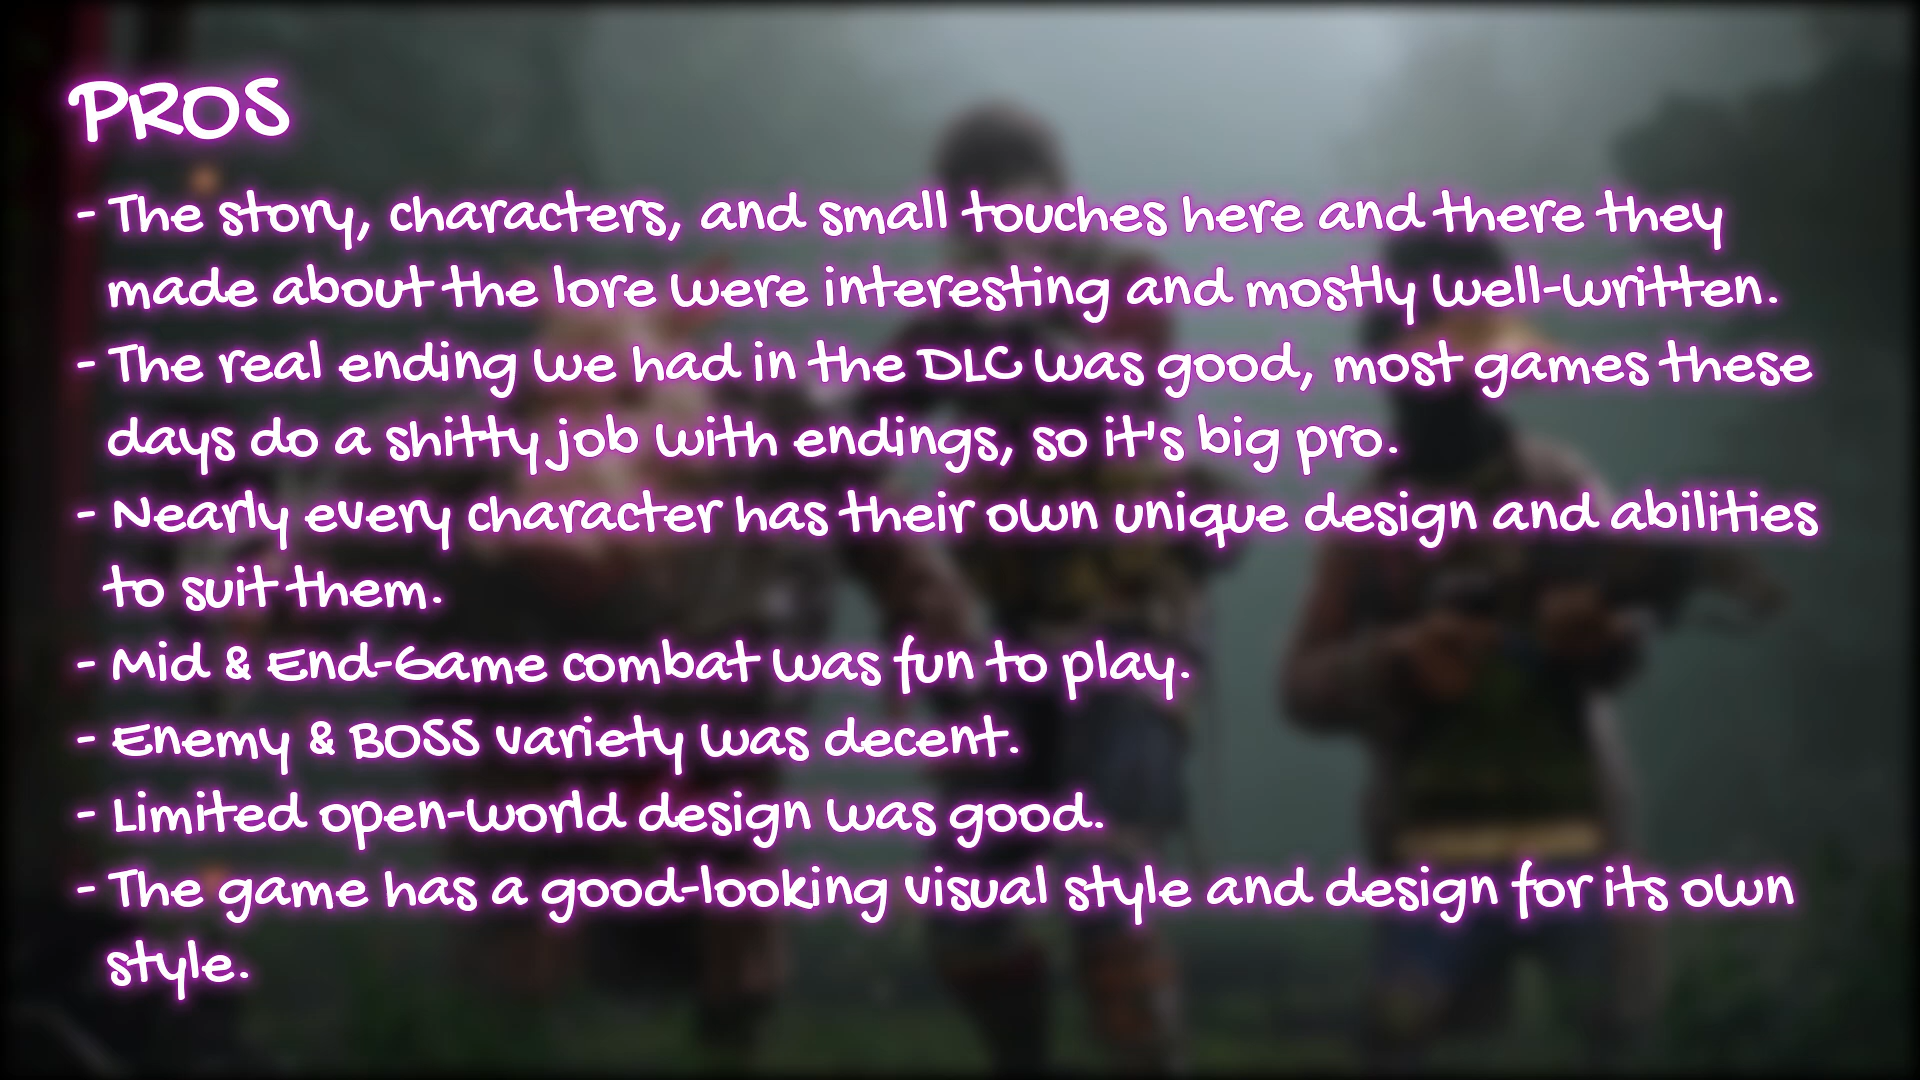 PROS
- The story, characters, and small touches here and there they
made about the lore were interesting and mostly well-written.
- The real ending we had in the DLC was good, most games these
days do a shitty job with endings, so it's big pro.
- Nearly every character has their own unique design and abilities
to suit them.
- Mid & End-Game combat was fun to play.
- Enemy & BOSS variety was decent.
- Limited open-world design was good.
- The game has a good-looking visual style and design for its own
style.